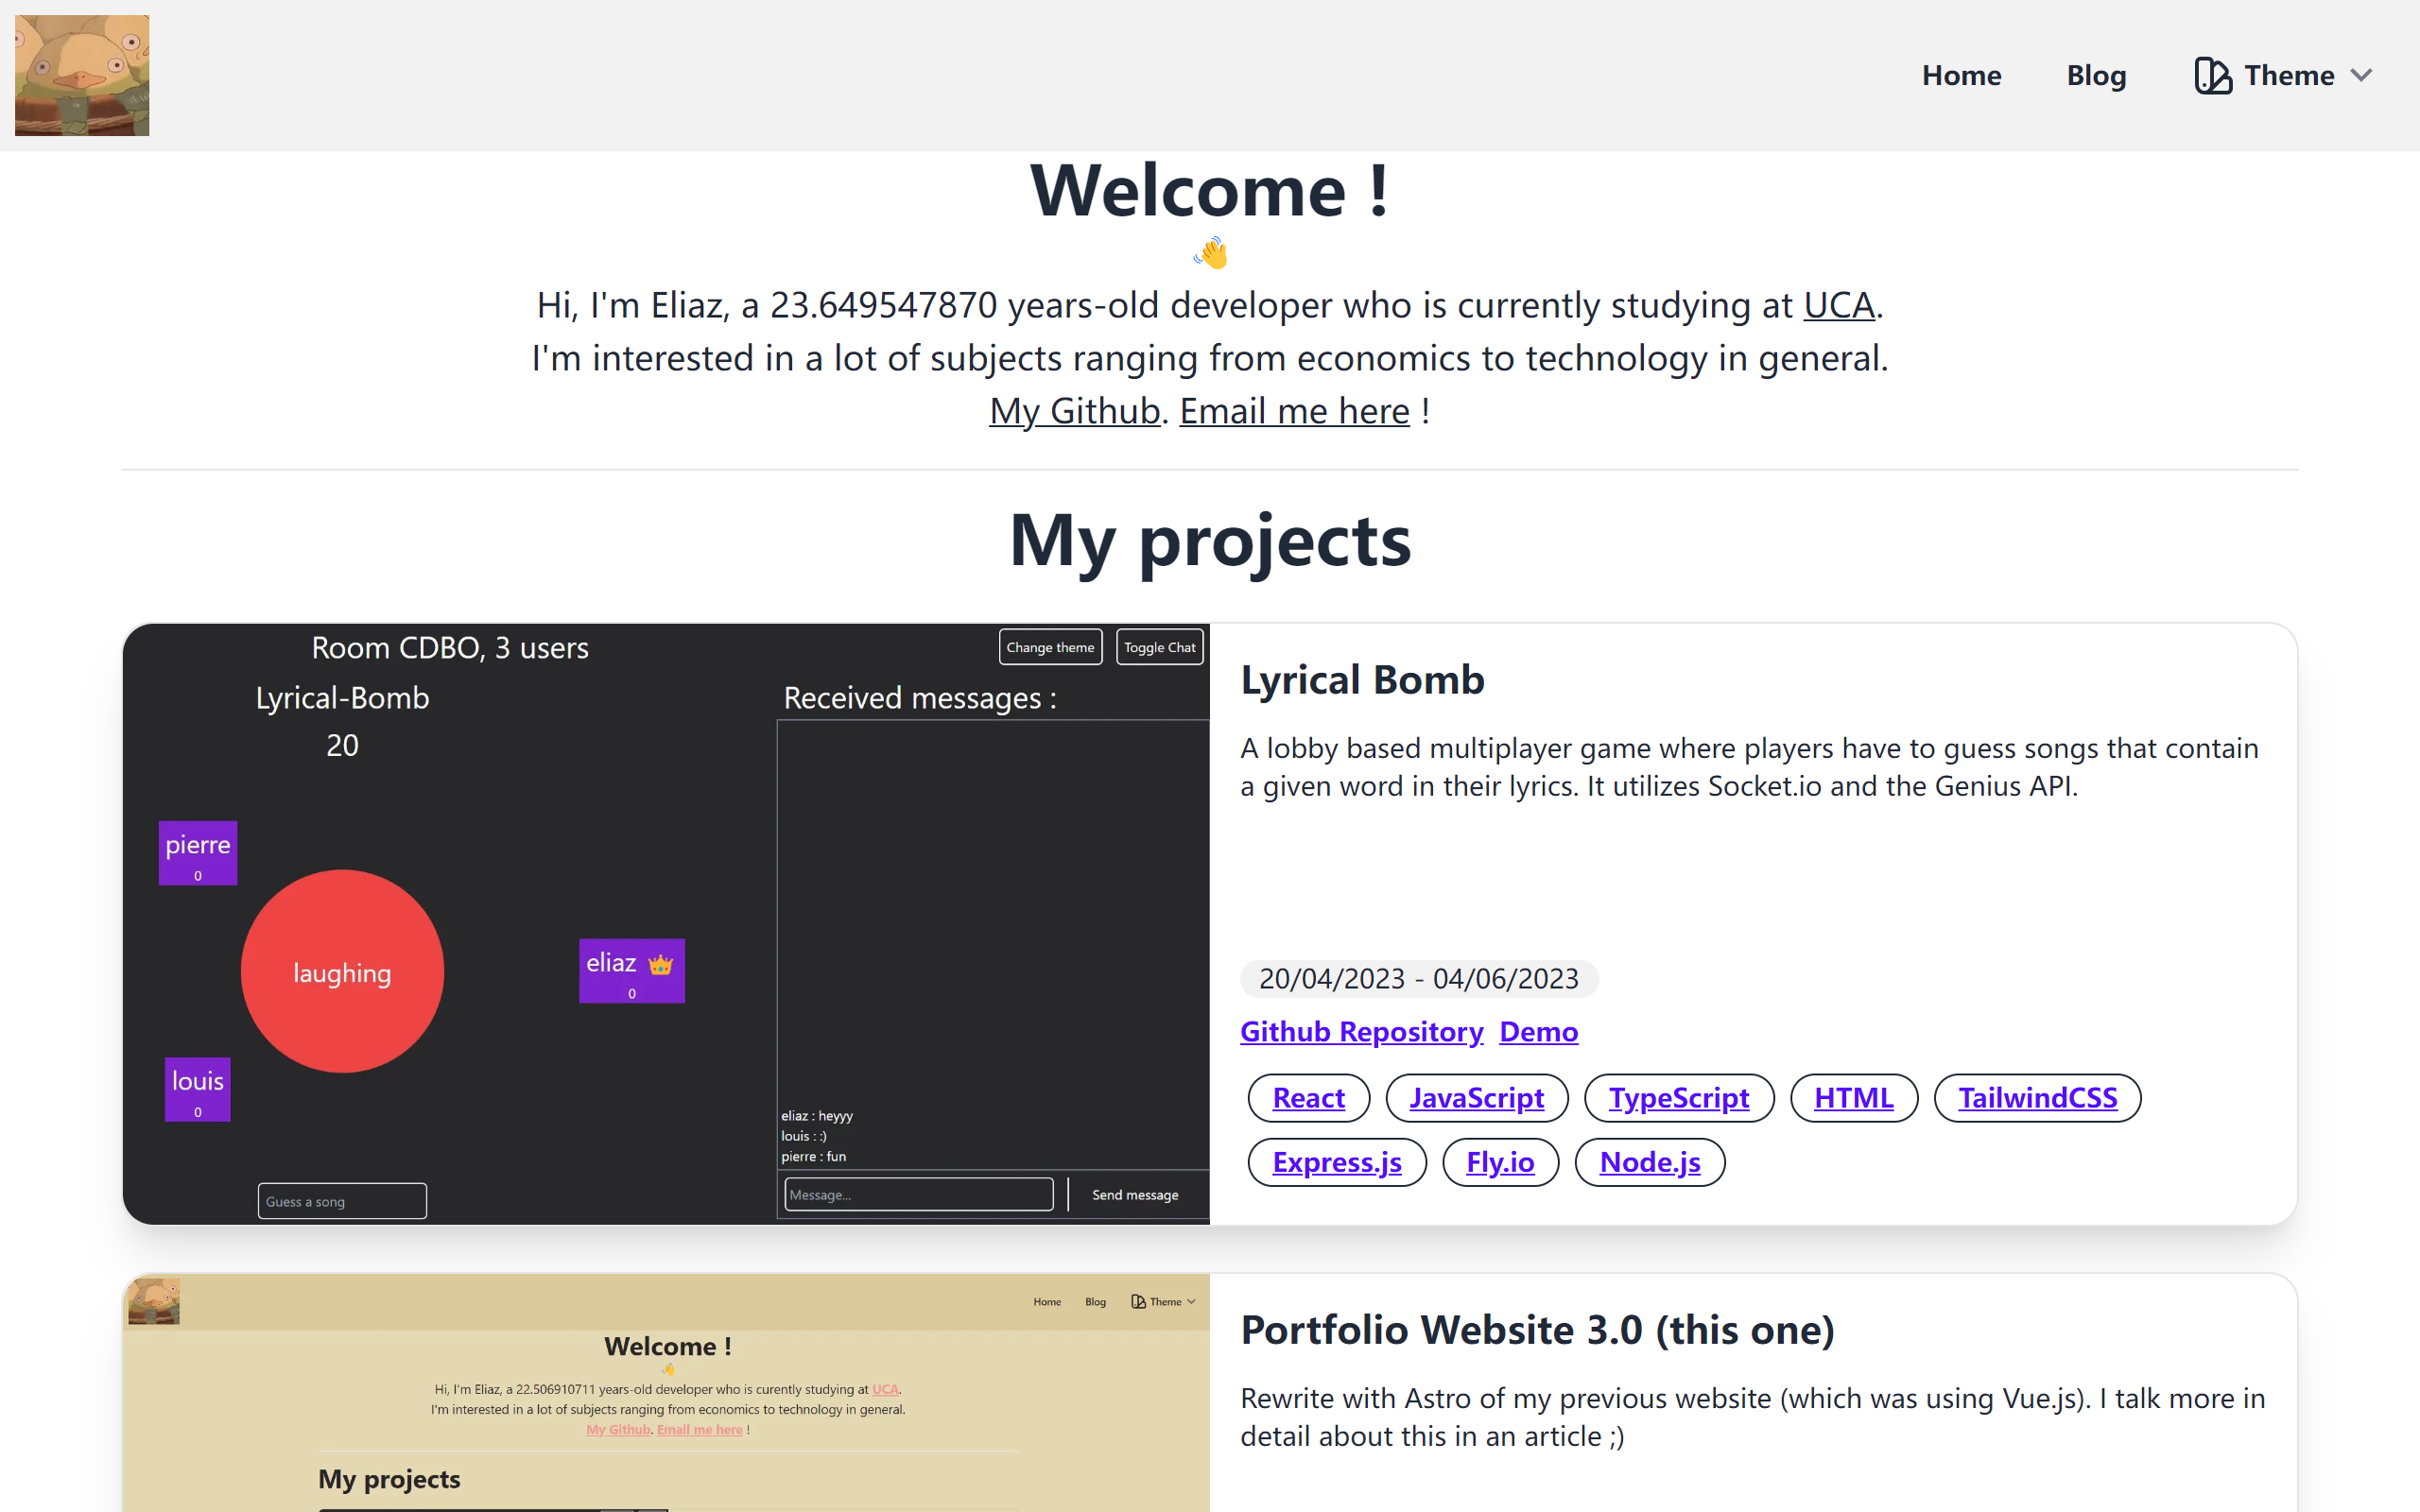 Home Blog Theme
Welcome !
👋
Hi, I'm Eliaz, a 23.649547870 years-old developer who is currently studying at UCA.
I'm interested in a lot of subjects ranging from economics to technology in general.
My Github. Email me here !
My projects
Room CDBO, 3 users
Change theme
Toggle Chat
Lyrical-Bomb
20
Received messages :
pierre
0
laughing
eliaz 👑
0
louis
0
eliaz : heyyy
louis : :)
pierre : fun
Guess a song
Message...
Send message
Lyrical Bomb
A lobby based multiplayer game where players have to guess songs that contain
a given word in their lyrics. It utilizes Socket.io and the Genius API.
20/04/2023 - 04/06/2023
Github Repository Demo
React JavaScript TypeScript HTML TailwindCSS
Express.js Fly.io Node.js
Home Blog Theme
Welcome !
👋
Hi, I'm Eliaz, a 22.506910711 years-old developer who is curently studying at UCA.
I'm interested in a lot of subjects ranging from economics to technology in general.
My Github. Email me here !
My projects
Portfolio Website 3.0 (this one)
Rewrite with Astro of my previous website (which was using Vue.js). I talk more in
detail about this in an article ;)